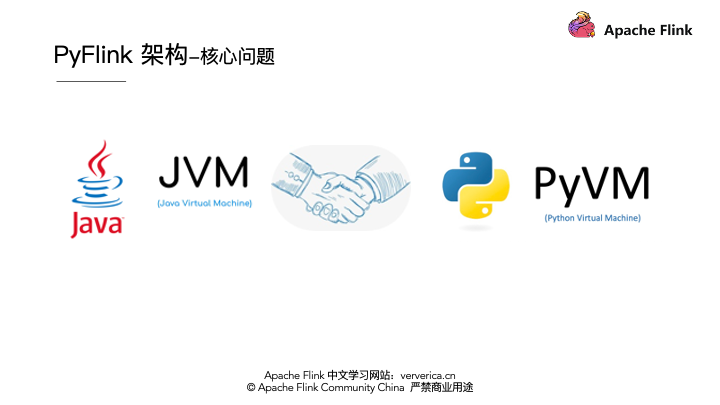 Apache Flink
PyFlink 架构-核心问题
Java
JVM
(Java Virtual Machine)
PyVM
(Python Virtual Machine)
Apache Flink 中文学习网站：ververica.cn
© Apache Flink Community China 严禁商业用途